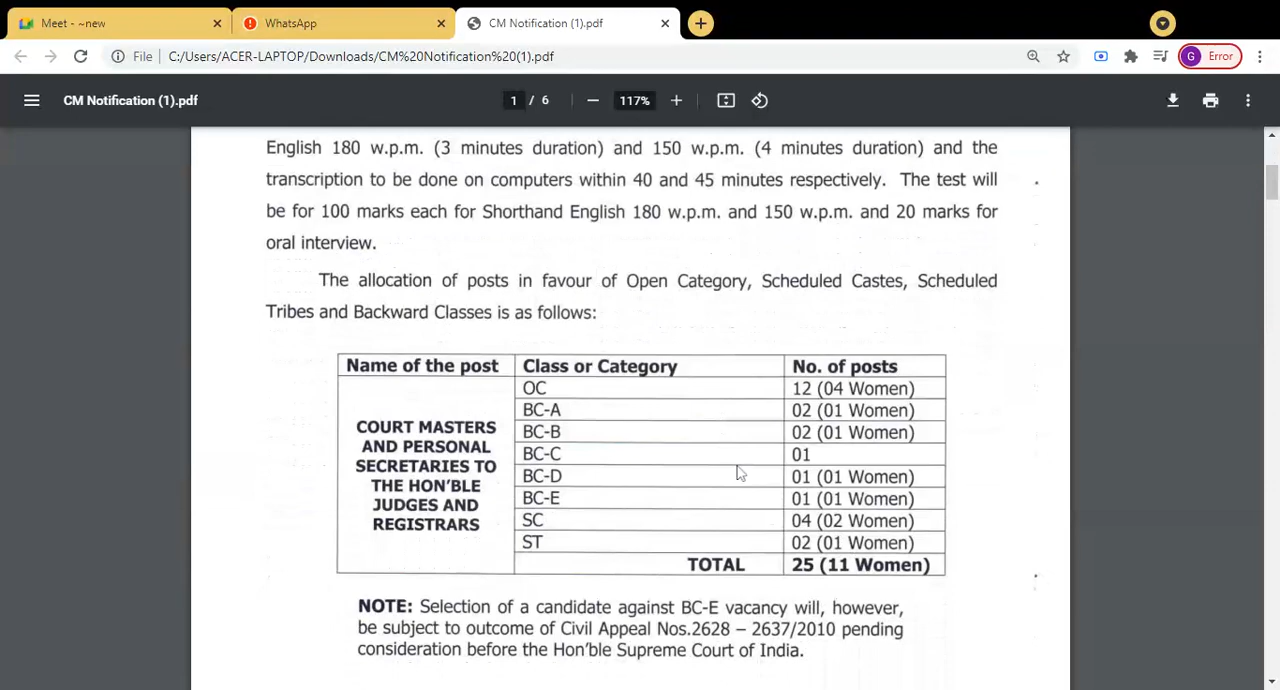 Meet - ~new
WhatsApp
CM Notification (1).pdf
File C:/Users/ACER-LAPTOP/Downloads/CM%20Notification%20(1).pdf
G Error
CM Notification (1).pdf
1 / 6
117%
English 180 w.p.m. (3 minutes duration) and 150 w.p.m. (4 minutes duration) and the
transcription to be done on computers within 40 and 45 minutes respectively. The test will
be for 100 marks each for Shorthand English 180 w.p.m. and 150 w.p.m. and 20 marks for
oral interview.
The allocation of posts in favour of Open Category, Scheduled Castes, Scheduled
Tribes and Backward Classes is as follows:
Name of the post Class or Category No. of posts
COURT MASTERS
AND PERSONAL
SECRETARIES TO
THE HON'BLE
JUDGES AND
REGISTRARS
OC 12 (04 Women)
BC-A 02 (01 Women)
BC-B 02 (01 Women)
BC-C 01
BC-D 01 (01 Women)
BC-E 01 (01 Women)
SC 04 (02 Women)
ST 02 (01 Women)
TOTAL 25 (11 Women)
NOTE: Selection of a candidate against BC-E vacancy will, however,
be subject to outcome of Civil Appeal Nos.2628 – 2637/2010 pending
consideration before the Hon'ble Supreme Court of India.